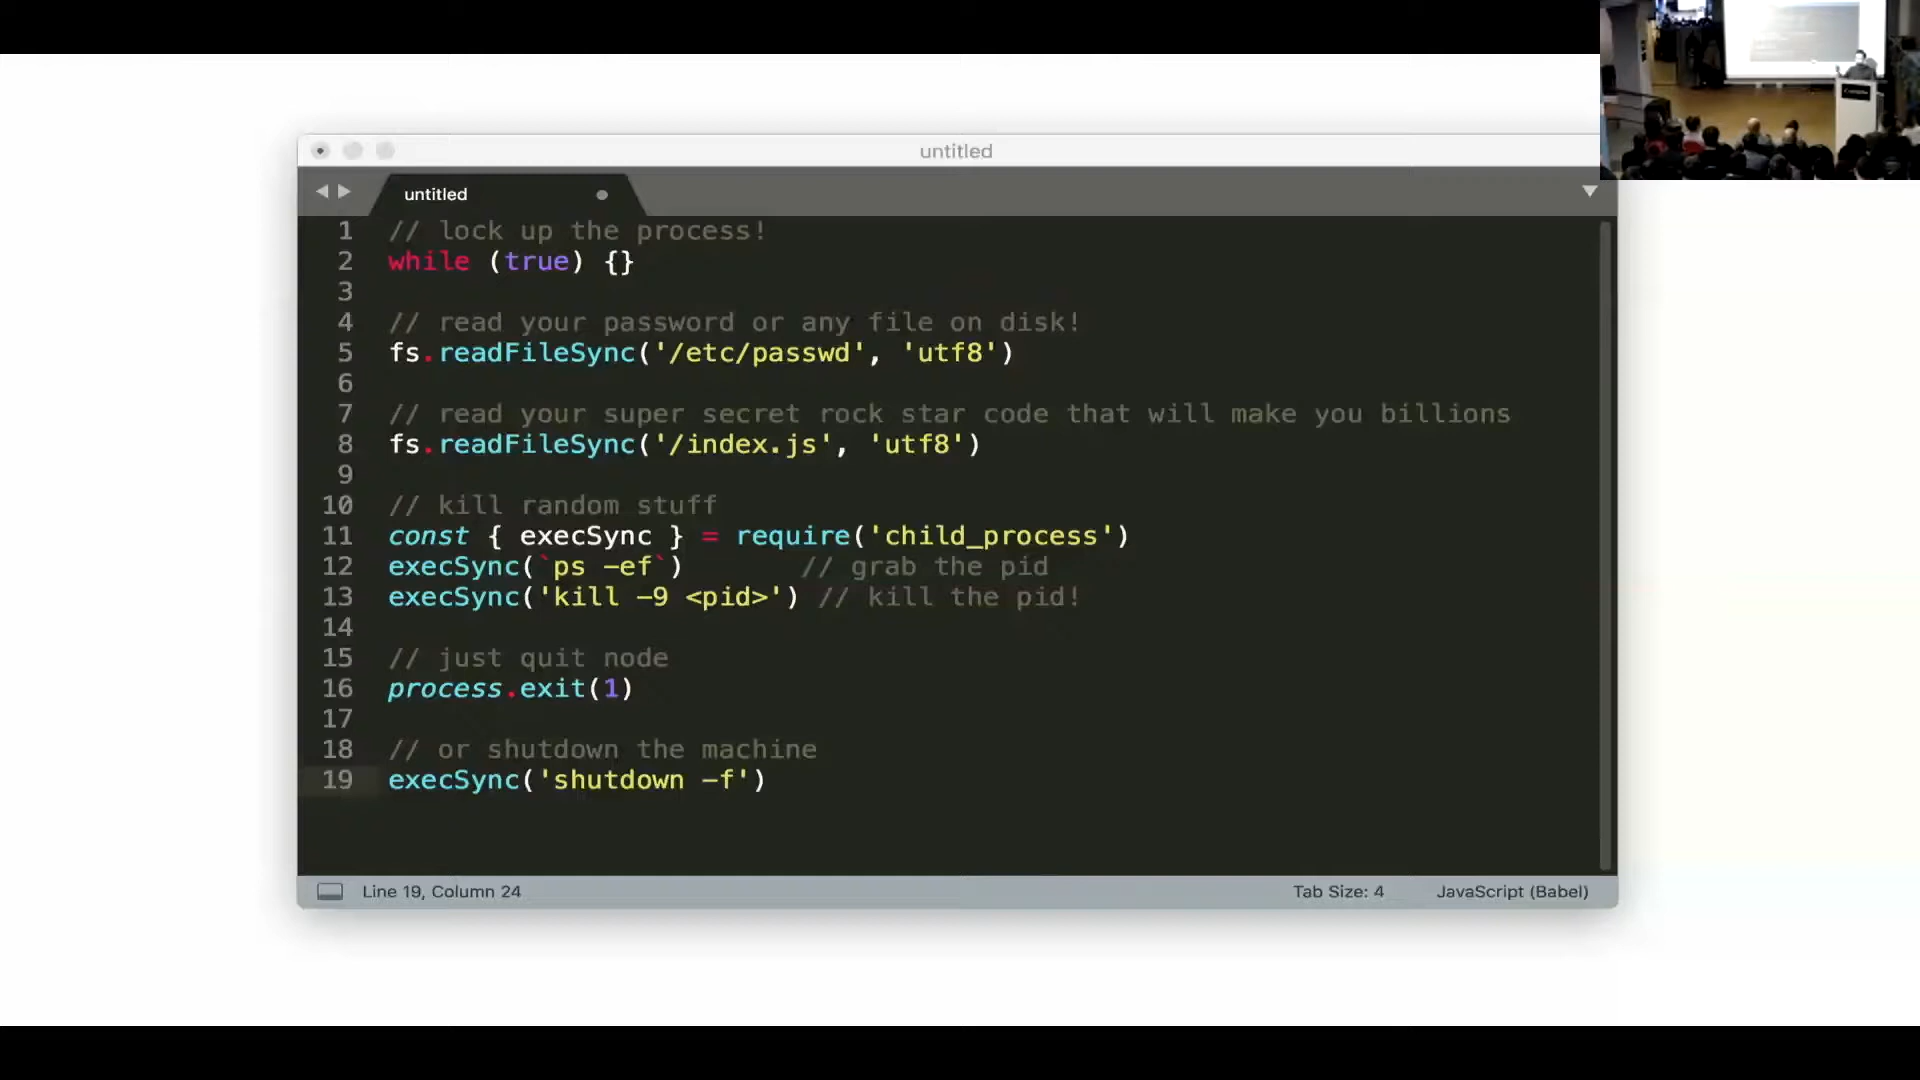 untitled
untitled
1 // lock up the process!
2 while (true) {}
3
4 // read your password or any file on disk!
5 fs.readFileSync('/etc/passwd', 'utf8')
6
7 // read your super secret rock star code that will make you billions
8 fs.readFileSync('/index.js', 'utf8')
9
10 // kill random stuff
11 const { execSync } = require('child_process')
12 execSync(`ps -ef`)       // grab the pid
13 execSync('kill -9 <pid>') // kill the pid!
14
15 // just quit node
16 process.exit(1)
17
18 // or shutdown the machine
19 execSync('shutdown -f')
Line 19, Column 24 Tab Size: 4 JavaScript (Babel)